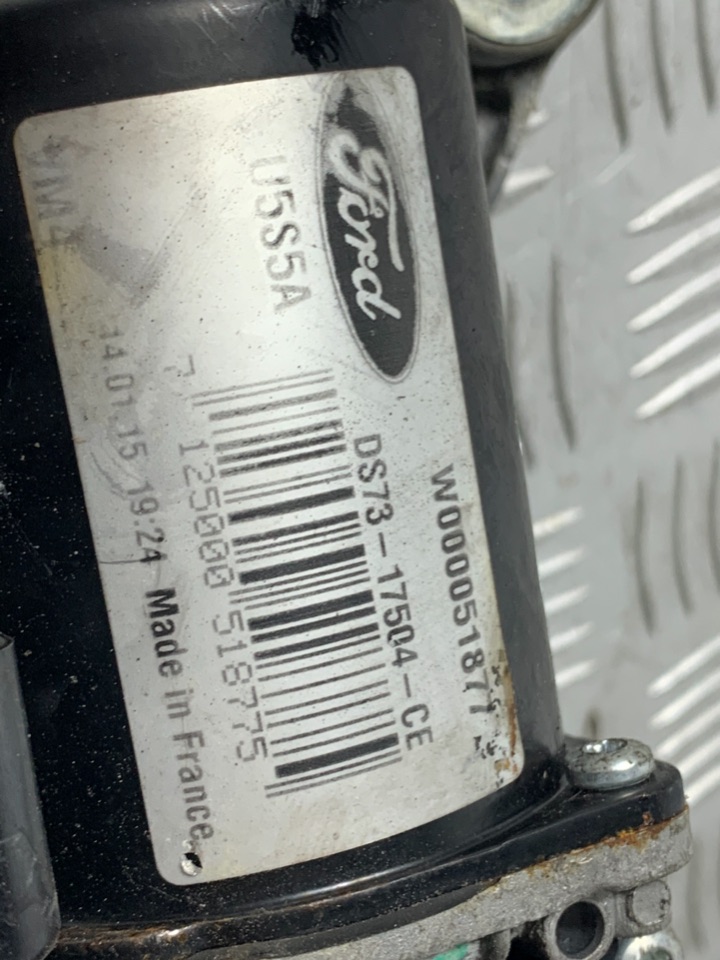 Ford
U5S5A
W000051877
DS73-17504-CE
7 125000 518775
14.01.15 19:24 Made in France